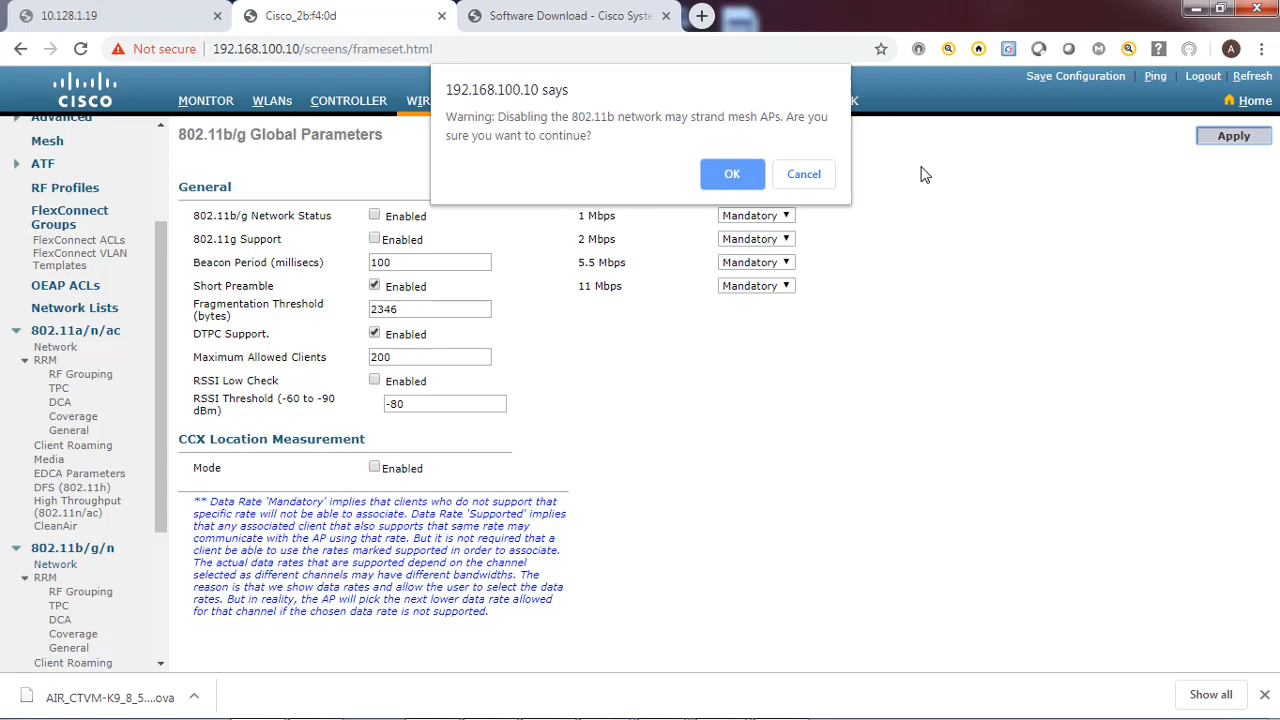 10.128.1.19
Cisco_2b:f4:0d
Software Download - Cisco Syste
Not secure
192.168.100.10/screens/frameset.html
A
CISCO
MONITOR
WLANs
CONTROLLER
WIR
K
Save Configuration
Ping
Logout
Refresh
Home
192.168.100.10 says
Warning: Disabling the 802.11b network may strand mesh APs. Are you
sure you want to continue?
OK
Cancel
Advanced
Mesh
ATF
RF Profiles
FlexConnect
Groups
FlexConnect ACLs
FlexConnect VLAN
Templates
OEAP ACLs
Network Lists
802.11a/n/ac
Network
RRM
RF Grouping
TPC
DCA
Coverage
General
Client Roaming
Media
EDCA Parameters
DFS (802.11h)
High Throughput
(802.11n/ac)
CleanAir
802.11b/g/n
Network
RRM
RF Grouping
TPC
DCA
Coverage
General
Client Roaming
802.11b/g Global Parameters
Apply
General
802.11b/g Network Status Enabled
802.11g Support Enabled
Beacon Period (millisecs) 100
Short Preamble Enabled
Fragmentation Threshold
(bytes) 2346
DTPC Support. Enabled
Maximum Allowed Clients 200
RSSI Low Check Enabled
RSSI Threshold (-60 to -90
dBm) -80
1 Mbps Mandatory
2 Mbps Mandatory
5.5 Mbps Mandatory
11 Mbps Mandatory
CCX Location Measurement
Mode Enabled
** Data Rate 'Mandatory' implies that clients who do not support that
specific rate will not be able to associate. Data Rate 'Supported' implies
that any associated client that also supports that same rate may
communicate with the AP using that rate. But it is not required that a
client be able to use the rates marked supported in order to associate.
The actual data rates that are supported depend on the channel
selected as different channels may have different bandwidths. The
reason is that we show data rates and allow the user to select the data
rates. But in reality, the AP will pick the next lower data rate allowed
for that channel if the chosen data rate is not supported.
AIR_CTVM-K9_8_5....ova
Show all